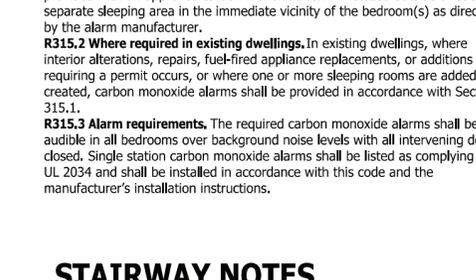 separate sleeping area in the immediate vicinity of the bedroom(s) as
by the alarm manufacturer.
R315.2 Where required in existing dwellings. In existing dwellings, where
interior alterations, repairs, fuel-fired appliance replacements, or additions
requiring a permit occurs, or where one or more sleeping rooms are added
created, carbon monoxide alarms shall be provided in accordance with
315.1.
R315.3 Alarm requirements. The required carbon monoxide alarms shall be
audible in all bedrooms over background noise levels with all intervening
closed. Single station carbon monoxide alarms shall be listed as complying
UL 2034 and shall be installed in accordance with this code and the
manufacturer's installation instructions.
STAIRWAY NOTES